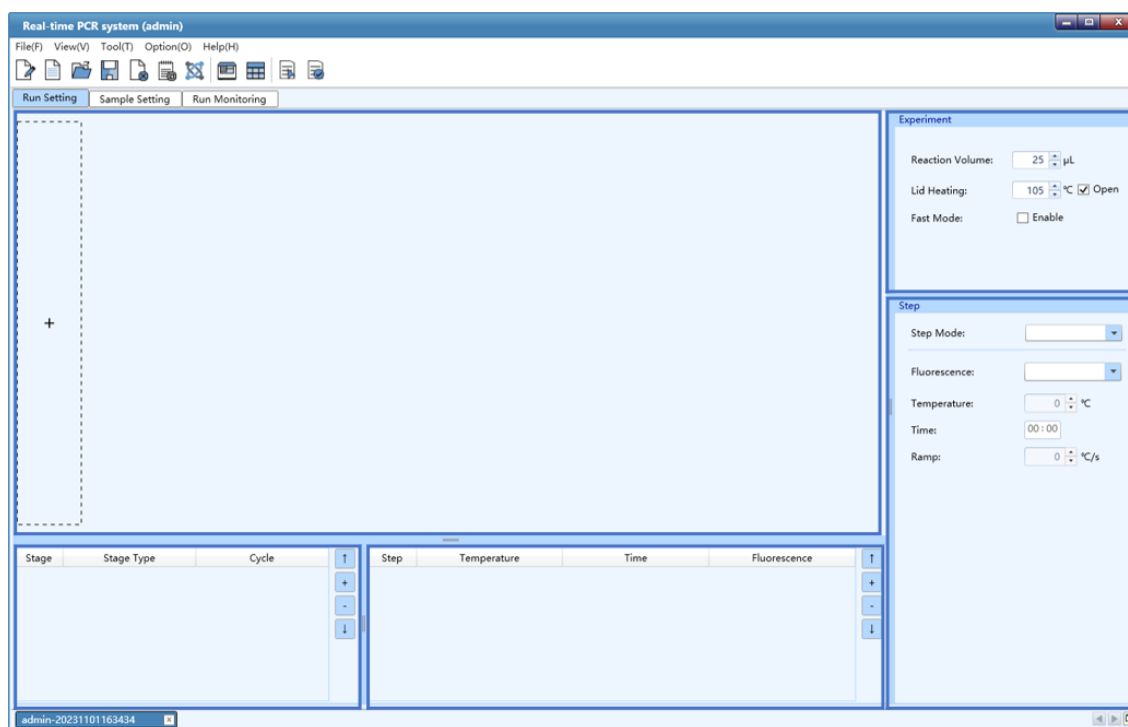 Real-time PCR system (admin)
File(F) View(V) Tool(T) Option(O) Help(H)
Run Setting Sample Setting Run Monitoring
Experiment
Reaction Volume: 25 μL
Lid Heating: 105 ℃ Open
Fast Mode: Enable
+
Step
Step Mode:
Fluorescence:
Temperature: 0 ℃
Time: 00:00
Ramp: 0 ℃/s
Stage Stage Type Cycle ↑
+
-
↓
Step Temperature Time Fluorescence ↑
+
-
↓
admin-20231101163434 x